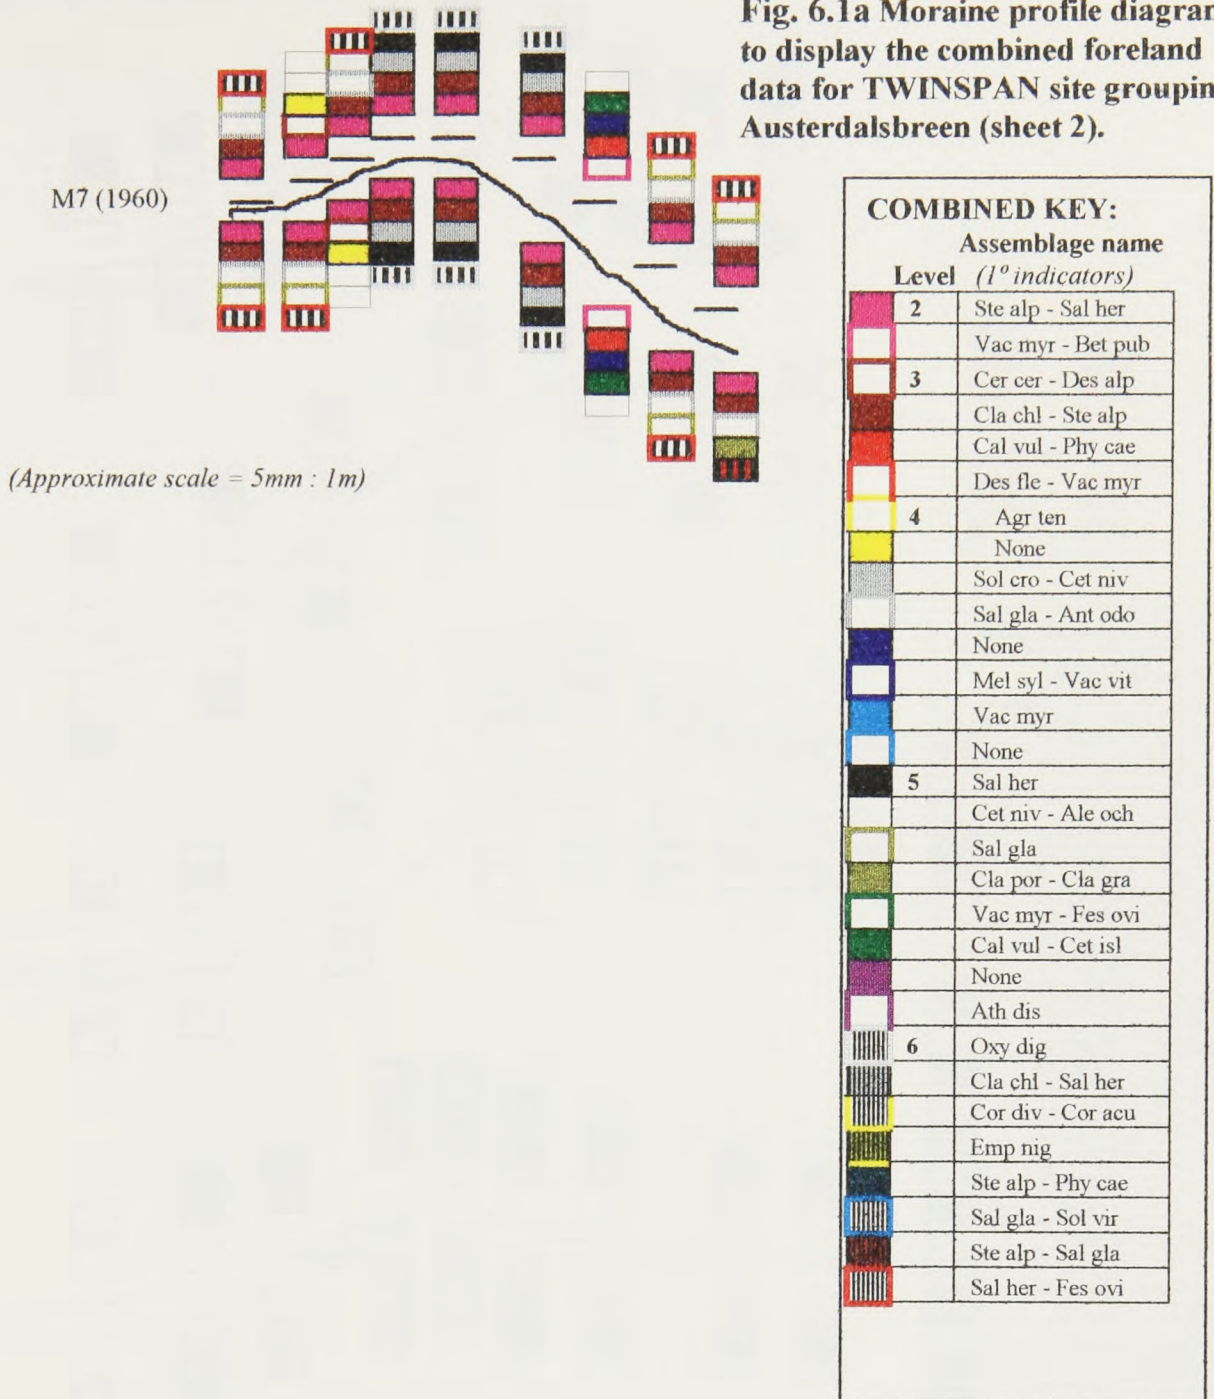 Fig. 6.1a Moraine profile diagram
to display the combined foreland
data for TWINSPAN site groupin
Austerdalsbreen (sheet 2).
M7 (1960)
(Approximate scale = 5mm : 1m)
COMBINED KEY:
Assemblage name
Level (1º indicators)
2 Ste alp - Sal her
Vac myr - Bet pub
3 Cer cer - Des alp
Cla chl - Ste alp
Cal vul - Phy cae
Des fle - Vac myr
4 Agr ten
None
Sol cro - Cet niv
Sal gla - Ant odo
None
Mel syl - Vac vit
Vac myr
None
5 Sal her
Cet niv - Ale och
Sal gla
Cla por - Cla gra
Vac myr - Fes ovi
Cal vul - Cet isl
None
Ath dis
6 Oxy dig
Cla chl - Sal her
Cor div - Cor acu
Emp nig
Ste alp - Phy cae
Sal gla - Sol vir
Ste alp - Sal gla
Sal her - Fes ovi